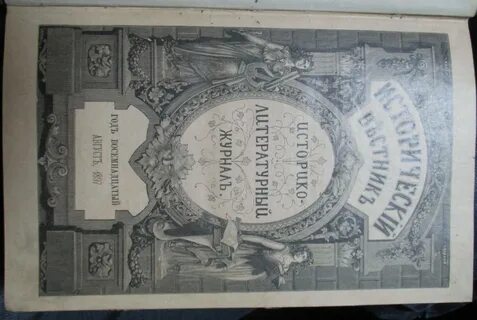 ИСТОРИЧЕСКІЙ
ВѢСТНИКЪ
ИСТОРИКО-
ЛИТЕРАТУРНЫЙ
ЖУРНАЛЪ.
ГОДЪ ВОСЕМНАДЦАТЫЙ
АВГУСТЪ, 1897